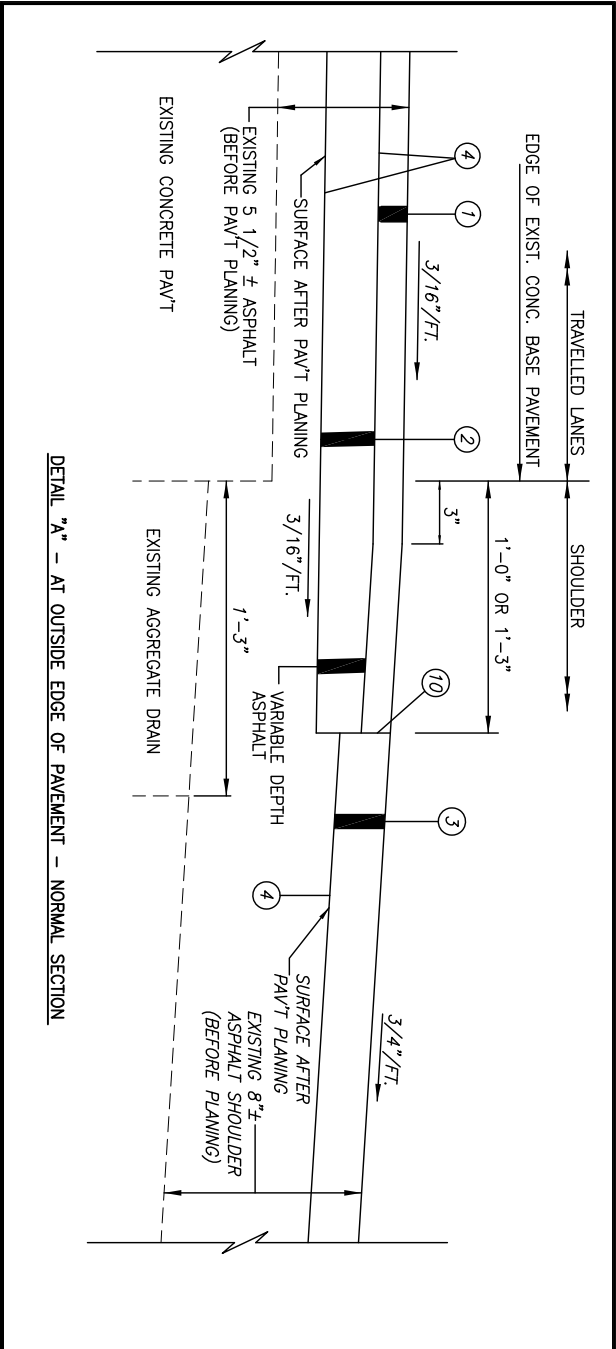 TRAVELLED LANES
SHOULDER
EDGE OF EXIST. CONC. BASE PAVEMENT
1'-0" OR 1'-3"
3"
4
1
2
10
3
3/16"/FT.
3/4"/FT.
SURFACE AFTER PAV'T PLANING
3/16"/FT.
VARIABLE DEPTH
ASPHALT
4
SURFACE AFTER
PAV'T PLANING
EXISTING 5 1/2" ± ASPHALT
(BEFORE PAV'T PLANING)
1'-3"
EXISTING 8"±
ASPHALT SHOULDER
(BEFORE PLANING)
EXISTING CONCRETE PAV'T
EXISTING AGGREGATE DRAIN
DETAIL "A" - AT OUTSIDE EDGE OF PAVEMENT - NORMAL SECTION